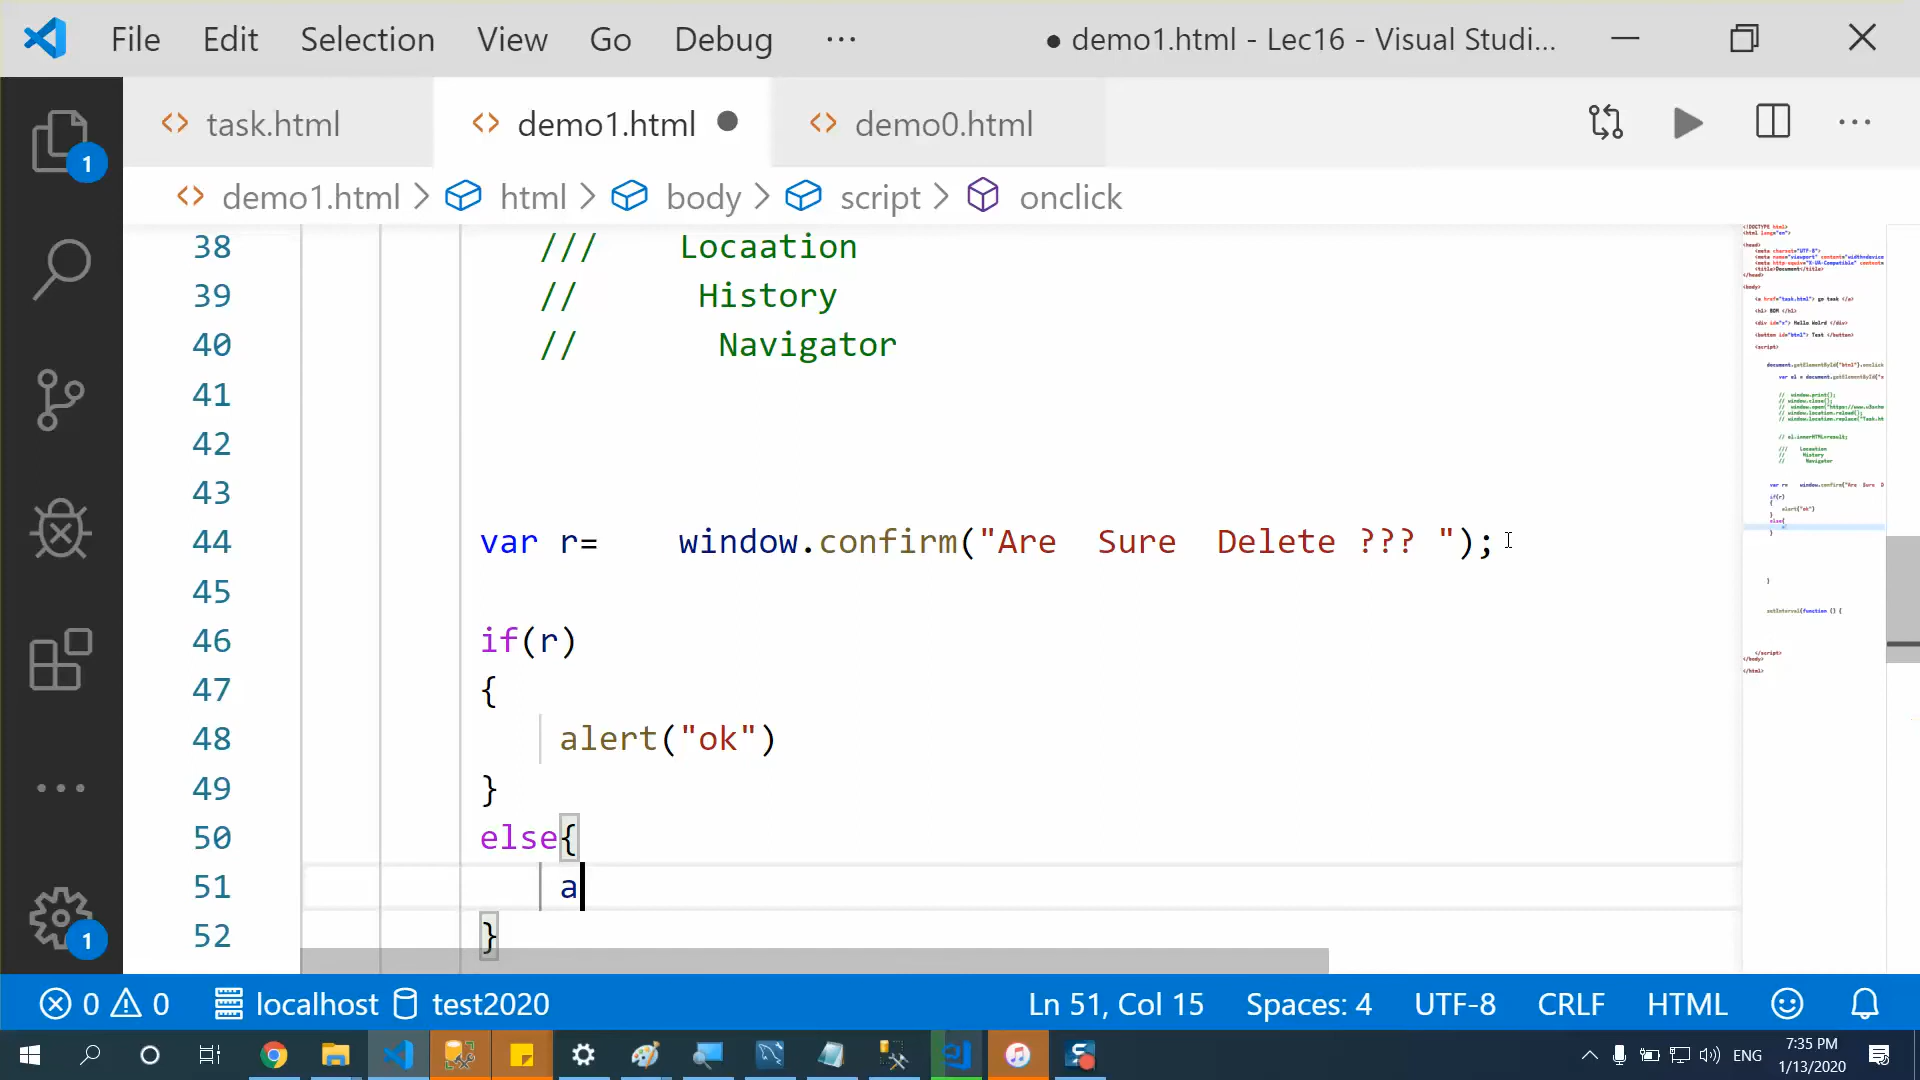 File Edit Selection View Go Debug ··· ● demo1.html - Lec16 - Visual Studi...
task.html demo1.html ● demo0.html
demo1.html > html > body > script > onclick
38 /// Locaation
39 // History
40 // Navigator
41
42
43
44 var r= window.confirm("Are Sure Delete ??? ");
45
46 if(r)
47 {
48 alert("ok")
49 }
50 else{
51 a
52 }
1
1
0 0 localhost test2020 Ln 51, Col 15 Spaces: 4 UTF-8 CRLF HTML
ENG 7:35 PM
1/13/2020